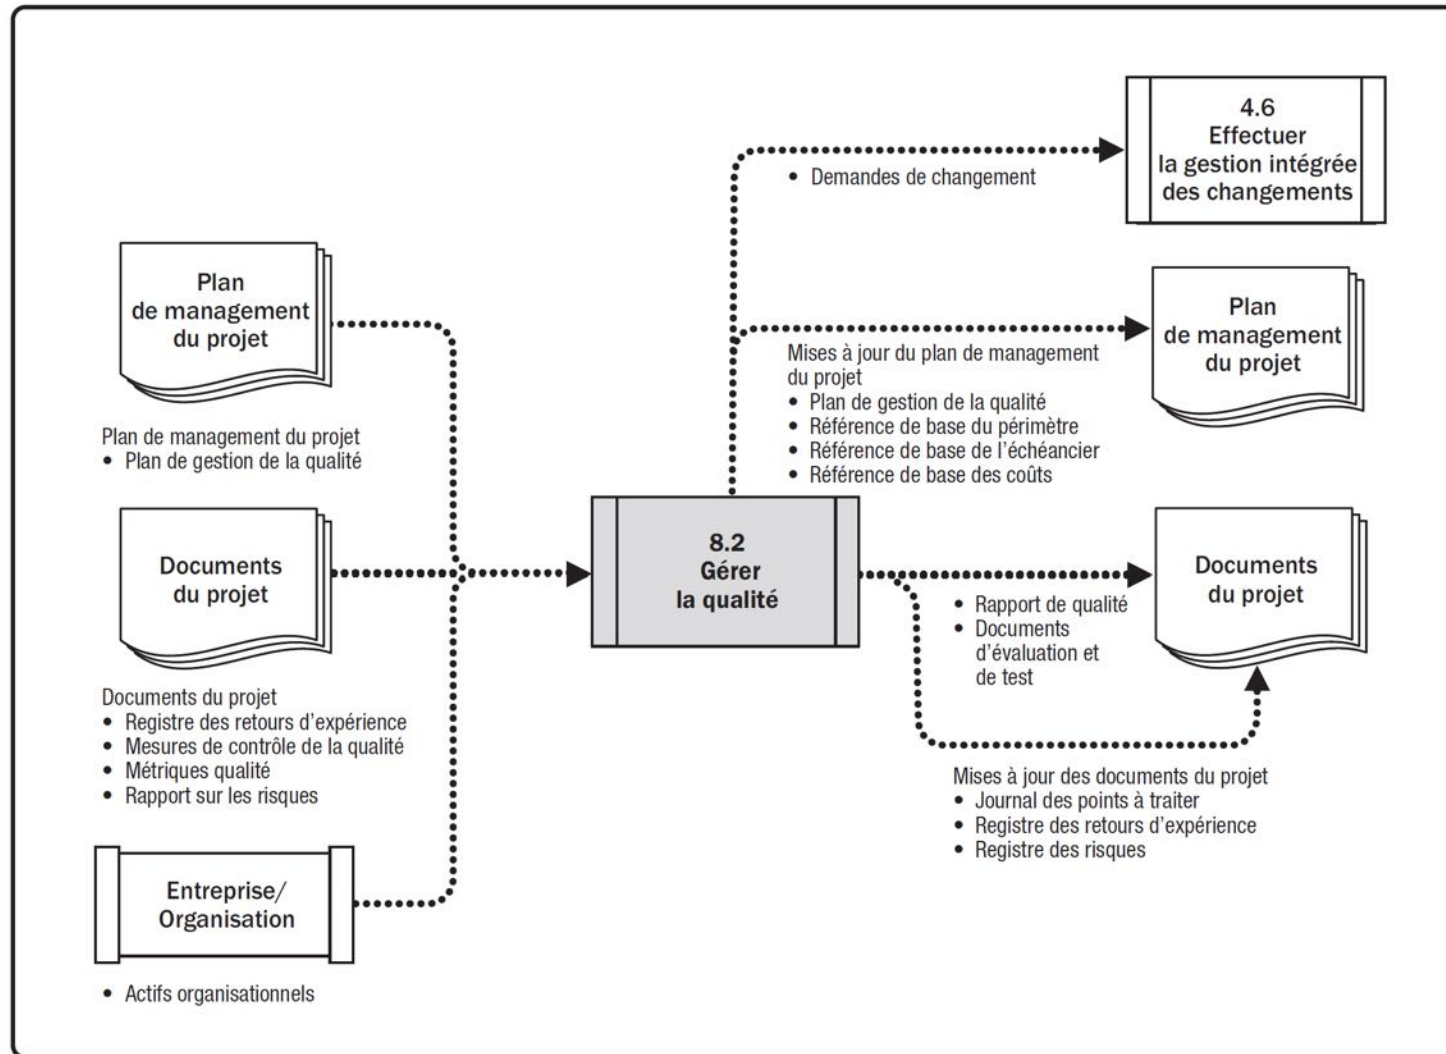 Plan
de management
du projet
Plan de management du projet
• Plan de gestion de la qualité
Documents
du projet
Documents du projet
• Registre des retours d’expérience
• Mesures de contrôle de la qualité
• Métriques qualité
• Rapport sur les risques
Entreprise/
Organisation
• Actifs organisationnels
8.2
Gérer
la qualité
• Demandes de changement
4.6
Effectuer
la gestion intégrée
des changements
Mises à jour du plan de management
du projet
• Plan de gestion de la qualité
• Référence de base du périmètre
• Référence de base de l’échéancier
• Référence de base des coûts
Plan
de management
du projet
• Rapport de qualité
• Documents
d’évaluation et
de test
Documents
du projet
Mises à jour des documents du projet
• Journal des points à traiter
• Registre des retours d’expérience
• Registre des risques